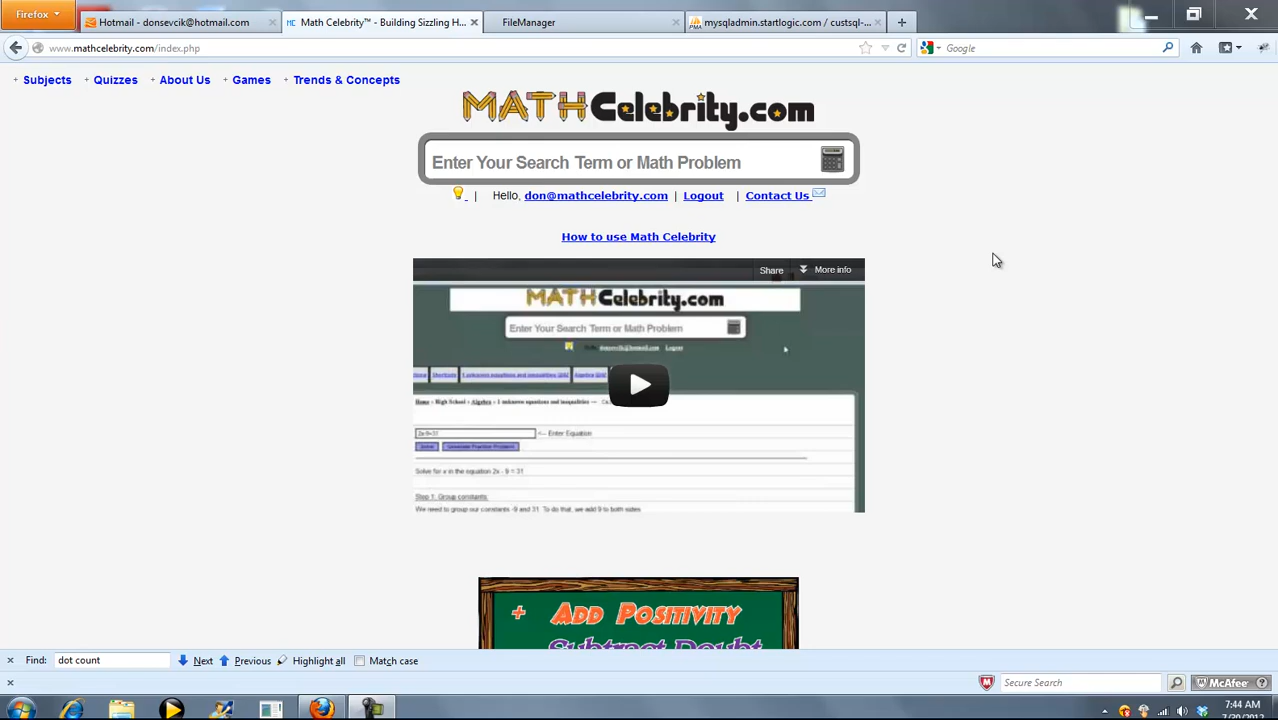 Firefox
Hotmail - donsevcik@hotmail.com
Math Celebrity™ - Building Sizzling H...
FileManager
mysqladmin.startlogic.com / custsql-...
www.mathcelebrity.com/index.php
Google
Subjects
Quizzes
About Us
Games
Trends & Concepts
MATHCelebrity.com
Enter Your Search Term or Math Problem
| Hello, don@mathcelebrity.com | Logout | Contact Us
How to use Math Celebrity
Share
More info
MATHCelebrity.com
Enter Your Search Term or Math Problem
donsevcik@hotmail.com Logout
Shortcuts
1 unknown equations and inequalities
Home > High School > Algebra > 1 unknown equations and inequalities
<-- Enter Equation
Solve for x in the equation 2x - 9 = 31
Step 1: Group constants:
We need to group our constants -9 and 31. To do that, we add 9 to both sides
+ Add Positivity
Subtract Doubt
Find: dot count
Next
Previous
Highlight all
Match case
Secure Search
McAfee
7:44 AM
7/20/2012